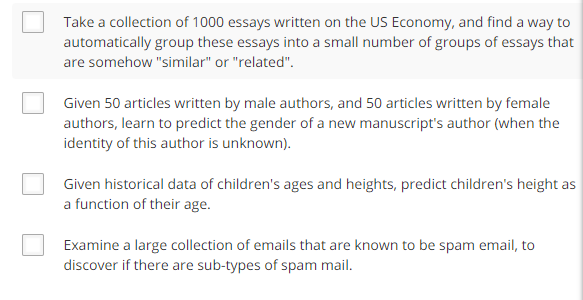 Take a collection of 1000 essays written on the US Economy, and find a way to
automatically group these essays into a small number of groups of essays that
are somehow "similar" or "related".
Given 50 articles written by male authors, and 50 articles written by female
authors, learn to predict the gender of a new manuscript's author (when the
identity of this author is unknown).
Given historical data of children's ages and heights, predict children's height as
a function of their age.
Examine a large collection of emails that are known to be spam email, to
discover if there are sub-types of spam mail.